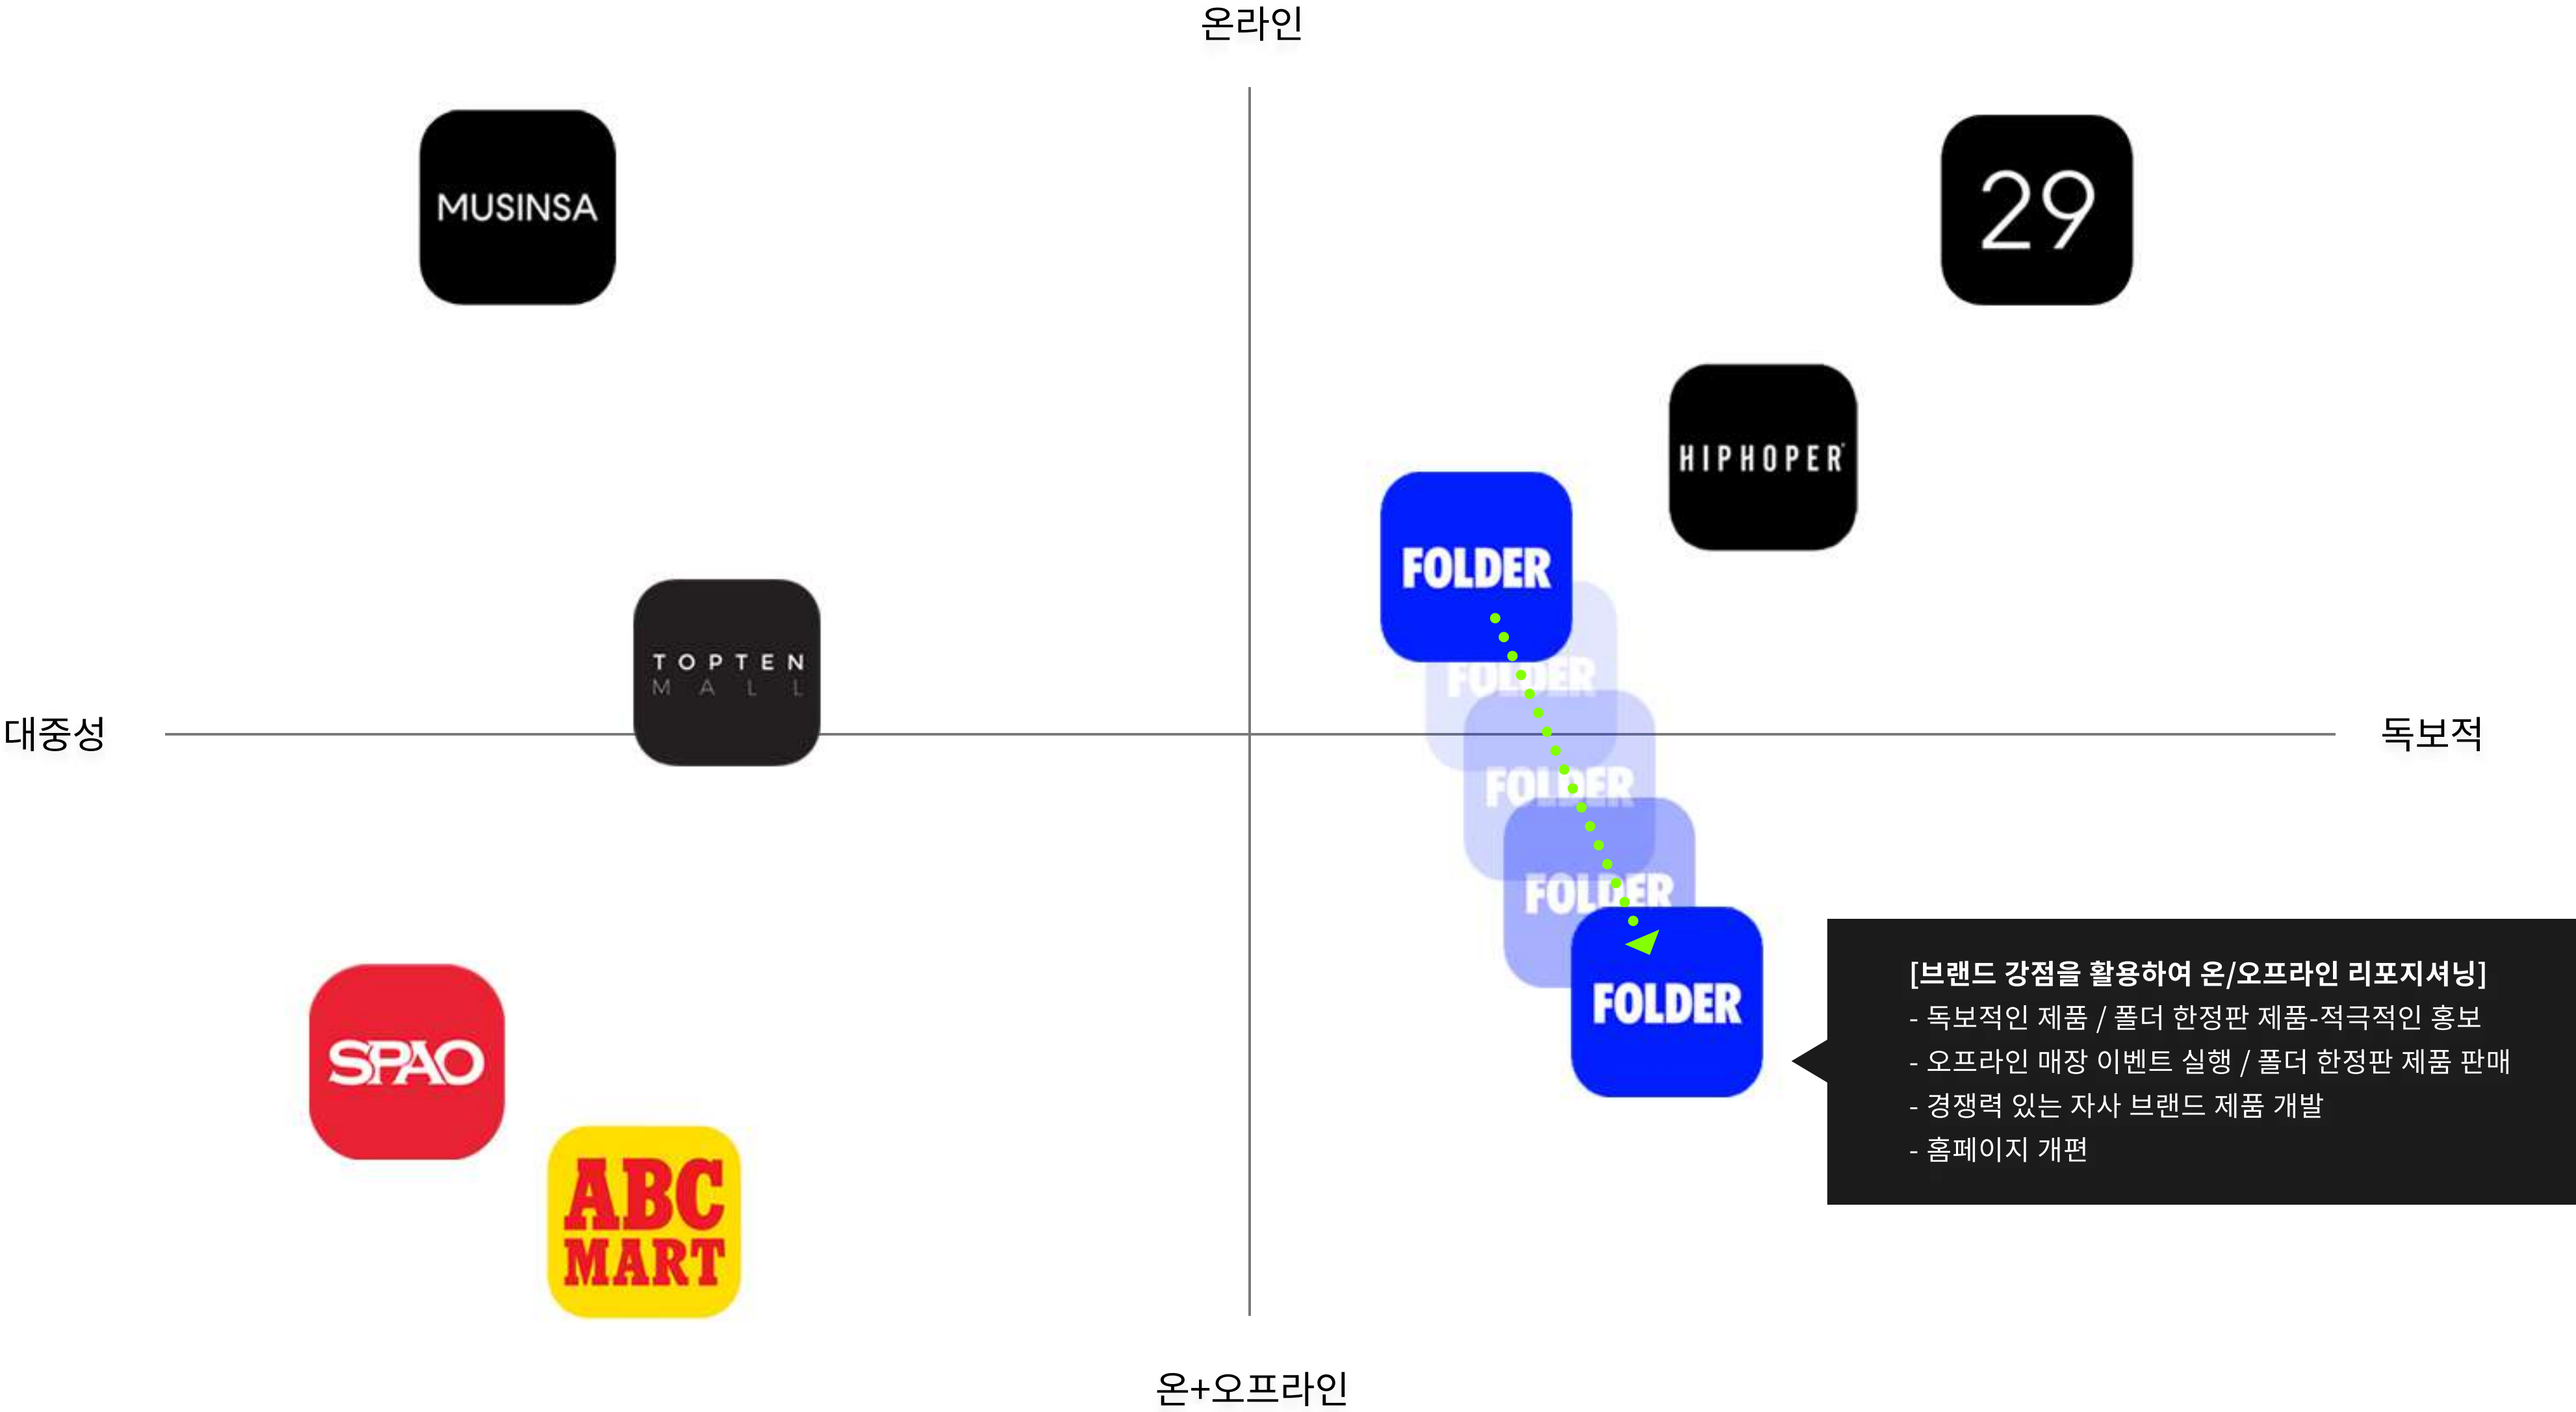 온라인
MUSINSA
29
HIPHOPER
FOLDER
TOPTEN
MALL
FOLDER
대중성
독보적
FOLDER
FOLDER
FOLDER
SPAO
ABC
MART
[브랜드 강점을 활용하여 온/오프라인 리포지셔닝]
- 독보적인 제품 / 폴더 한정판 제품-적극적인 홍보
- 오프라인 매장 이벤트 실행 / 폴더 한정판 제품 판매
- 경쟁력 있는 자사 브랜드 제품 개발
- 홈페이지 개편
온+오프라인